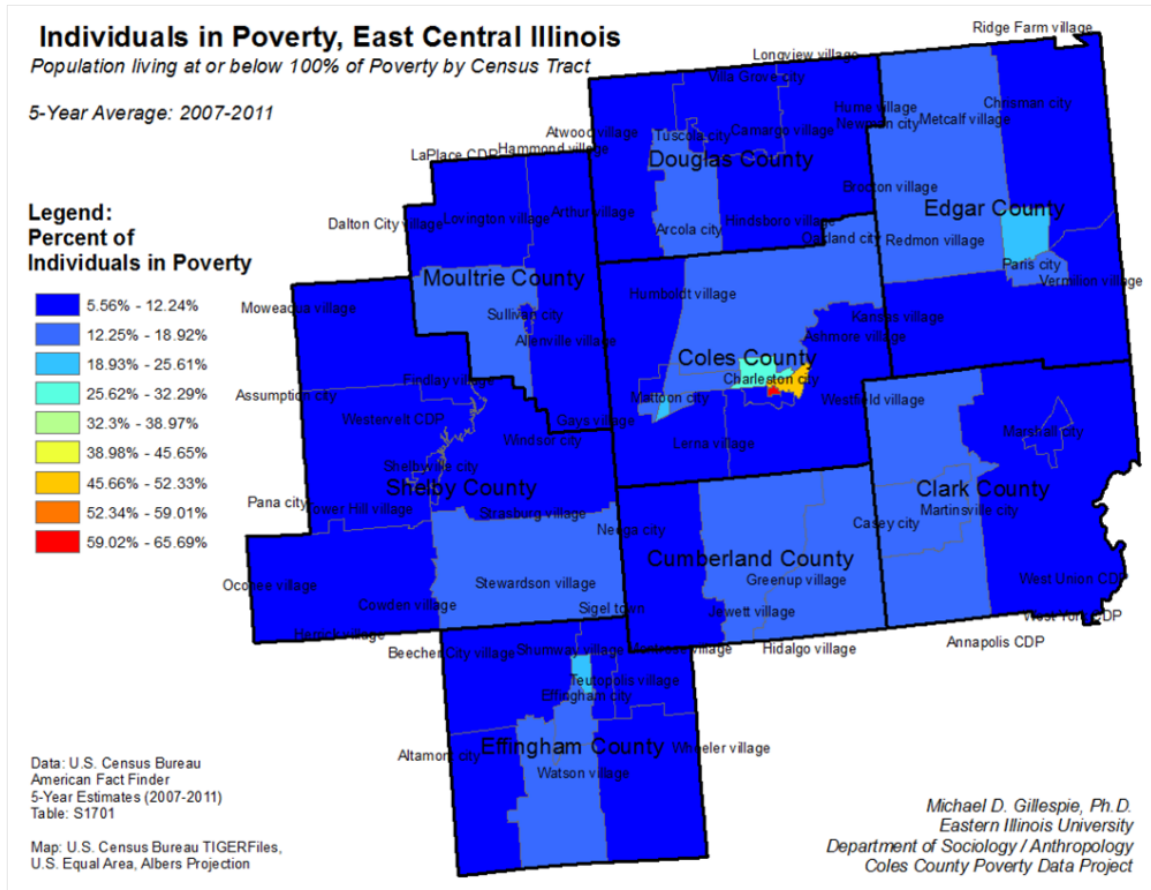 Individuals in Poverty, East Central Illinois
Population living at or below 100% of Poverty by Census Tract
5-Year Average: 2007-2011
Legend:
Percent of
Individuals in Poverty
5.56% - 12.24%
12.25% - 18.92%
18.93% - 25.61%
25.62% - 32.29%
32.3% - 38.97%
38.98% - 45.65%
45.66% - 52.33%
52.34% - 59.01%
59.02% - 65.69%
Ridge Farm village
Longview village
Villa Grove city
Hume village
Chrisman city
Metcalf village
Newman city
Atwood village
Tuscola city
Camargo village
Hammond village
LaPlace CDP
Douglas County
Brocton village
Edgar County
Dalton City village
Lovington village
Arthur village
Arcola city
Hindsboro village
Oakland city
Redmon village
Paris city
Vermilion village
Moultrie County
Humboldt village
Moweaqua village
Sullivan city
Kansas village
Allenville village
Ashmore village
Coles County
Charleston city
Findlay village
Assumption city
Mattoon city
Westfield village
Westervelt CDP
Gays village
Windsor city
Lerna village
Marshall city
Shelbyville city
Shelby County
Clark County
Pana city
Tower Hill village
Strasburg village
Martinsville city
Casey city
Neoga city
Cumberland County
Oconee village
Stewardson village
Greenup village
West Union CDP
Cowden village
Sigel town
Jewett village
West York CDP
Herrick village
Beecher City village
Shumway village
Montrose village
Hidalgo village
Annapolis CDP
Teutopolis village
Effingham city
Altamont city
Effingham County
Wheeler village
Watson village
Data: U.S. Census Bureau
American Fact Finder
5-Year Estimates (2007-2011)
Table: S1701
Map: U.S. Census Bureau TIGERFiles,
U.S. Equal Area, Albers Projection
Michael D. Gillespie, Ph.D.
Eastern Illinois University
Department of Sociology / Anthropology
Coles County Poverty Data Project